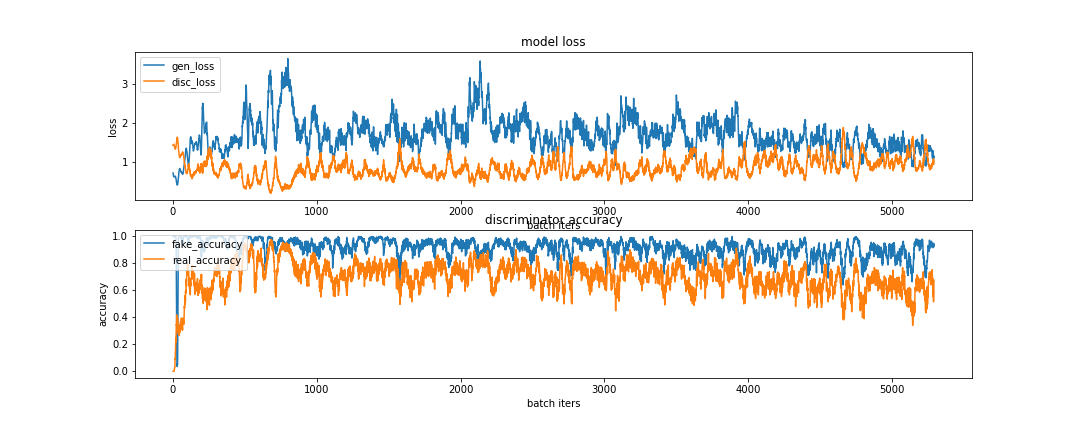 model loss
gen_loss
disc_loss
loss
3
2
1
0
1000
2000
3000
4000
5000
batch iters
discriminator accuracy
fake_accuracy
real_accuracy
accuracy
1.0
0.8
0.6
0.4
0.2
0.0
0
1000
2000
3000
4000
5000
batch iters